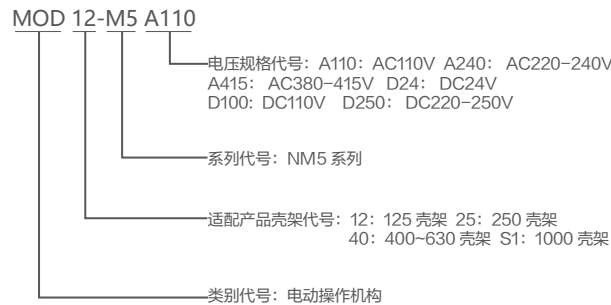 MOD 12-M5 A110
电压规格代号：A110：AC110V A240：AC220-240V
A415：AC380-415V D24：DC24V
D100：DC110V D250：DC220-250V
系列代号：NM5 系列
适配产品壳架代号：12：125 壳架 25：250 壳架
40：400~630 壳架 S1：1000 壳架
类别代号：电动操作机构